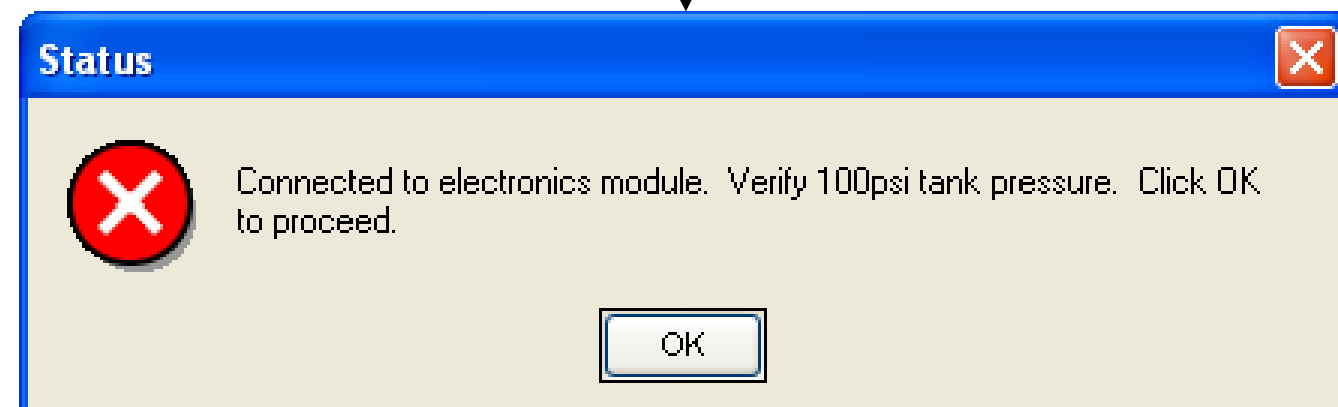 Status
Connected to electronics module.  Verify 100psi tank pressure.  Click OK
to proceed.
OK